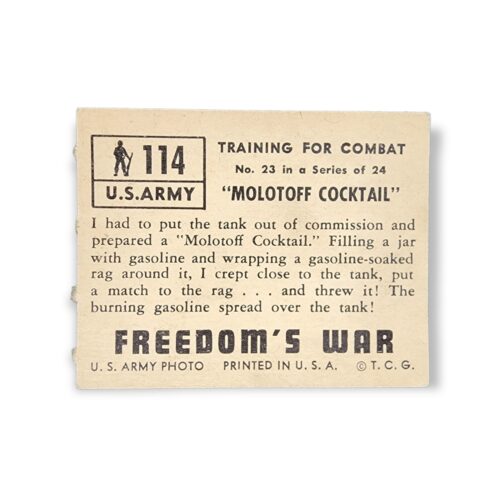 114
U.S.ARMY
TRAINING FOR COMBAT
No. 23 in a Series of 24
"MOLOTOFF COCKTAIL"
I had to put the tank out of commission and
prepared a "Molotoff Cocktail." Filling a jar
with gasoline and wrapping a gasoline-soaked
rag around it, I crept close to the tank, put
a match to the rag . . . and threw it! The
burning gasoline spread over the tank!
FREEDOM'S WAR
U. S. ARMY PHOTO PRINTED IN U. S. A. © T. C. G.